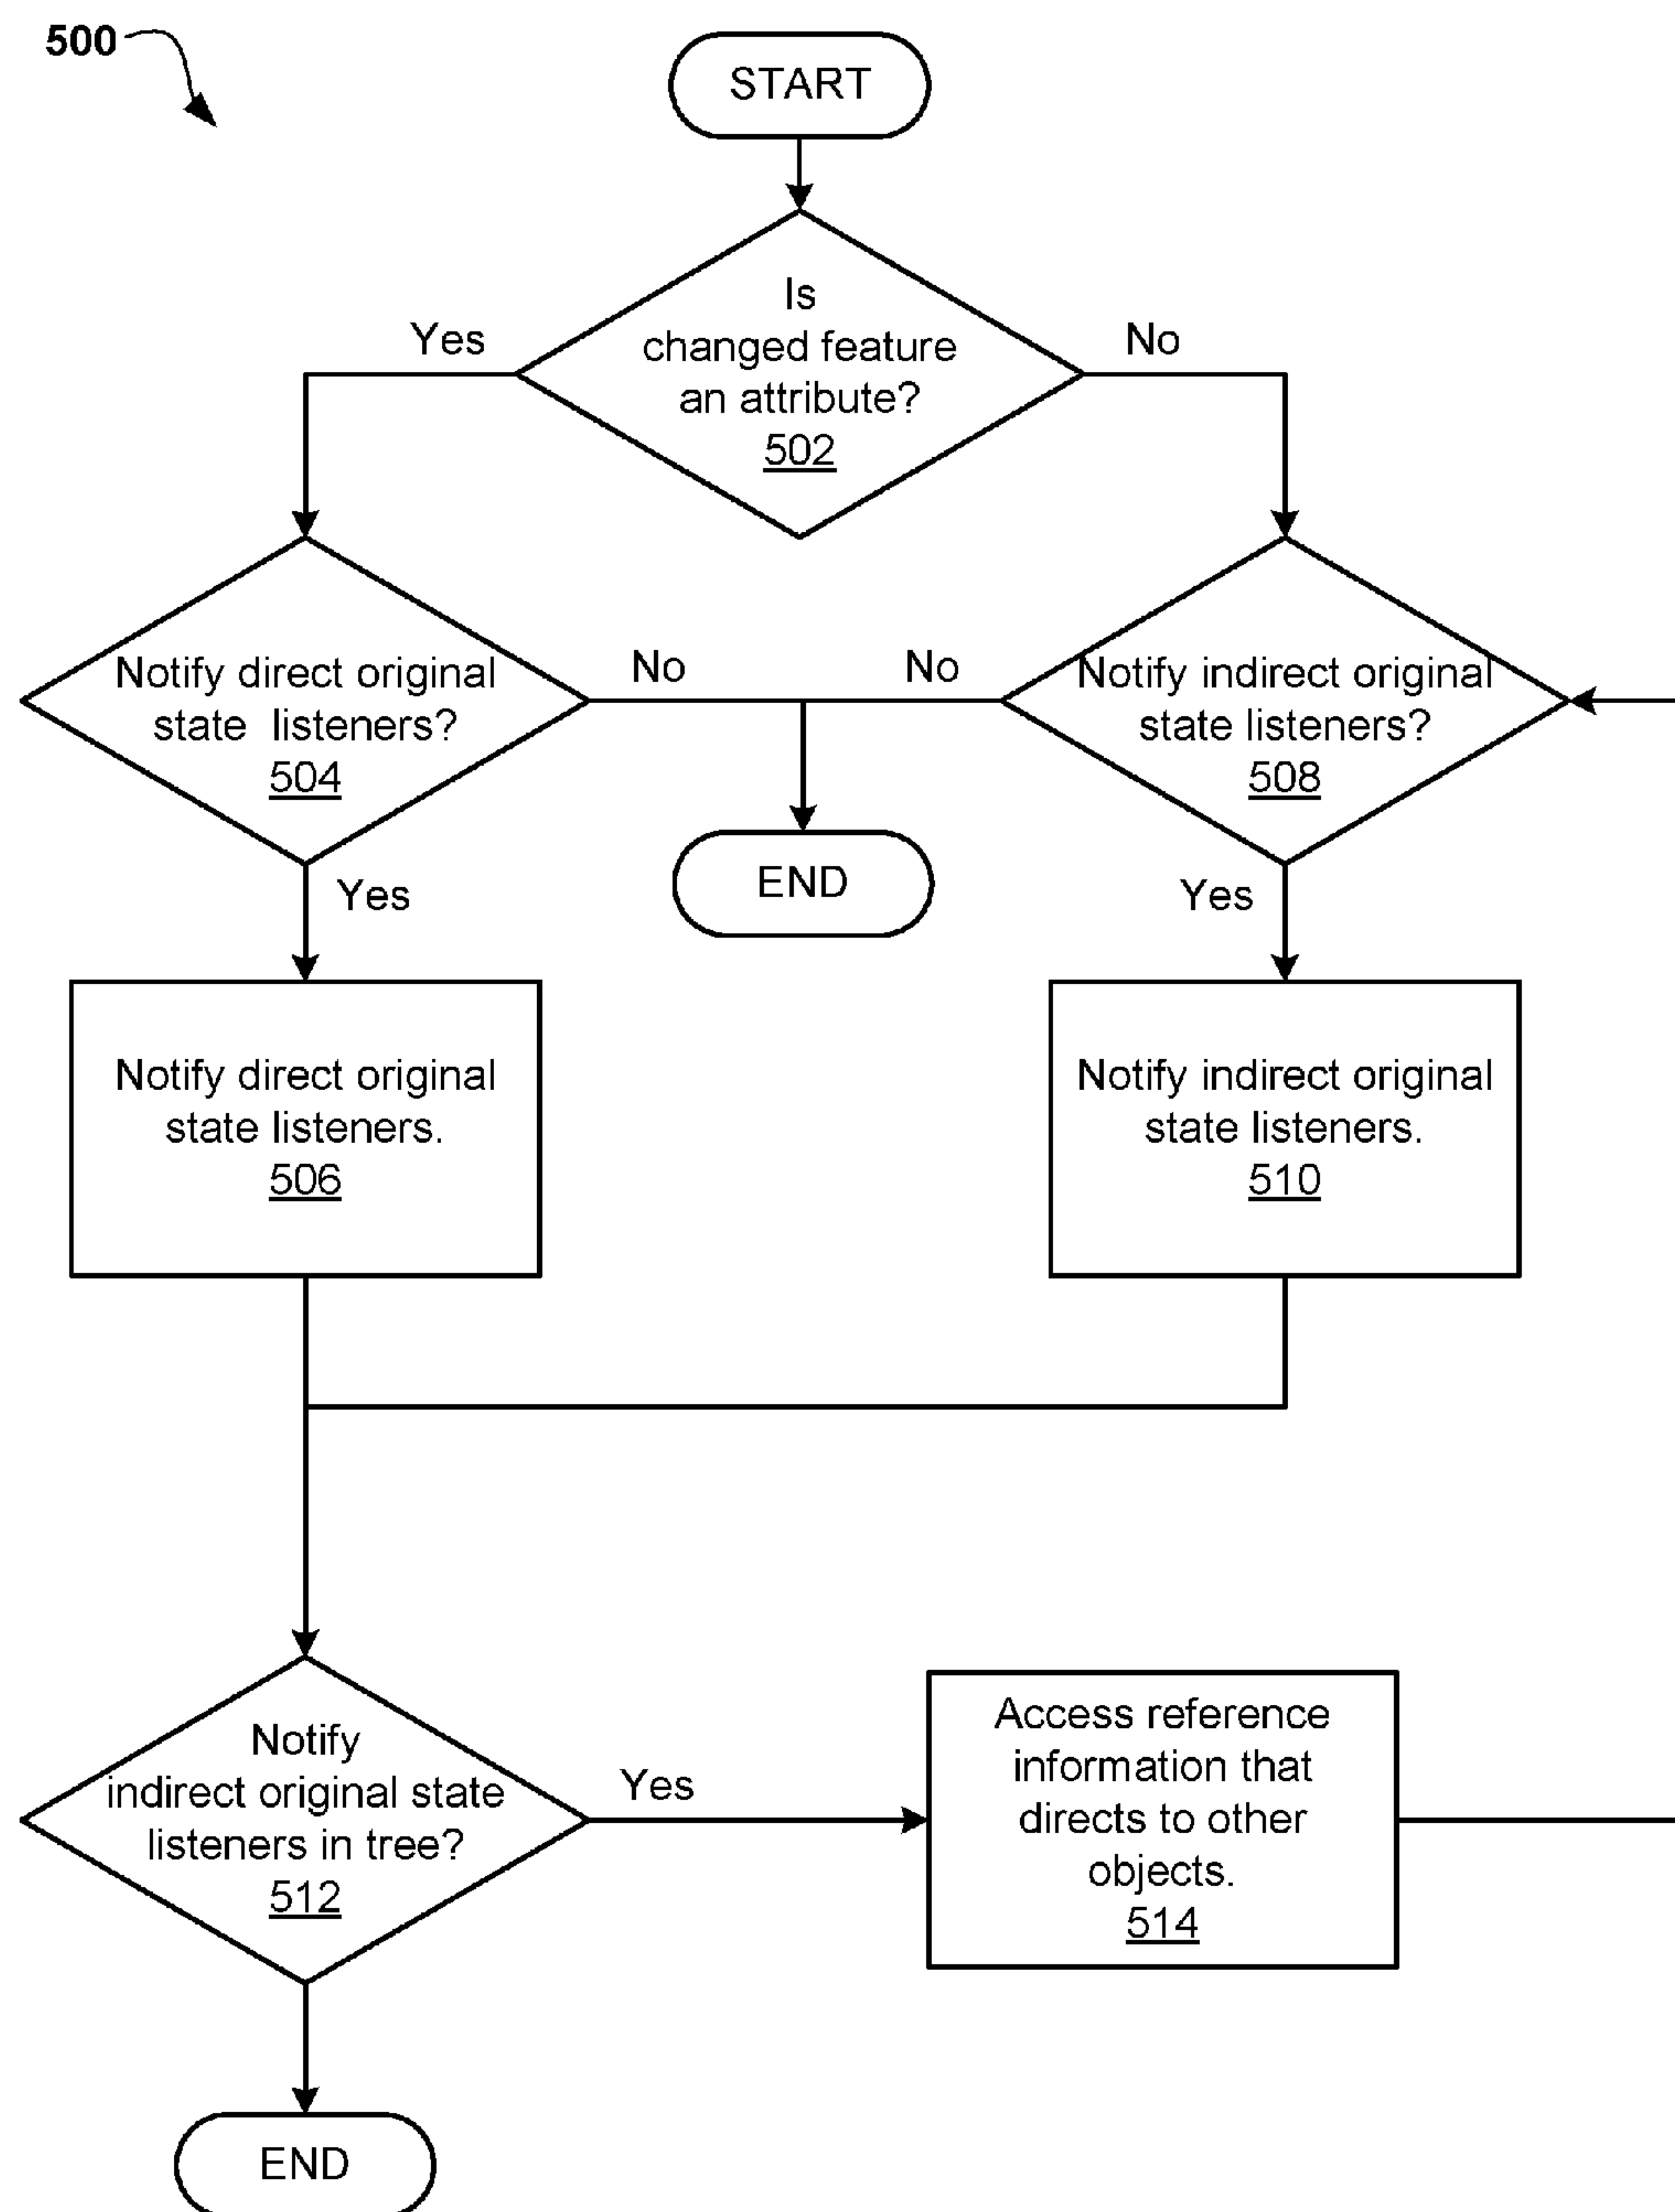 500
START
Is
changed feature
an attribute?
502
Yes
No
Notify direct original
state listeners?
504
No
No
Notify indirect original
state listeners?
508
END
Yes
Yes
Notify direct original
state listeners.
506
Notify indirect original
state listeners.
510
Notify
indirect original state
listeners in tree?
512
Yes
Access reference
information that
directs to other
objects.
514
END